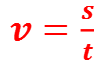 v = s/t